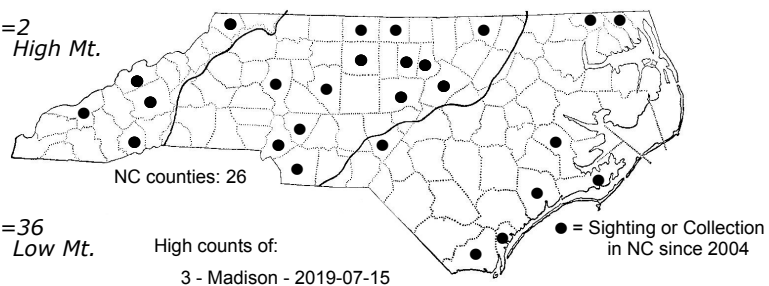 =2
High Mt.
NC counties: 26
=36
Low Mt.
High counts of:
3 - Madison - 2019-07-15
● = Sighting or Collection
in NC since 2004